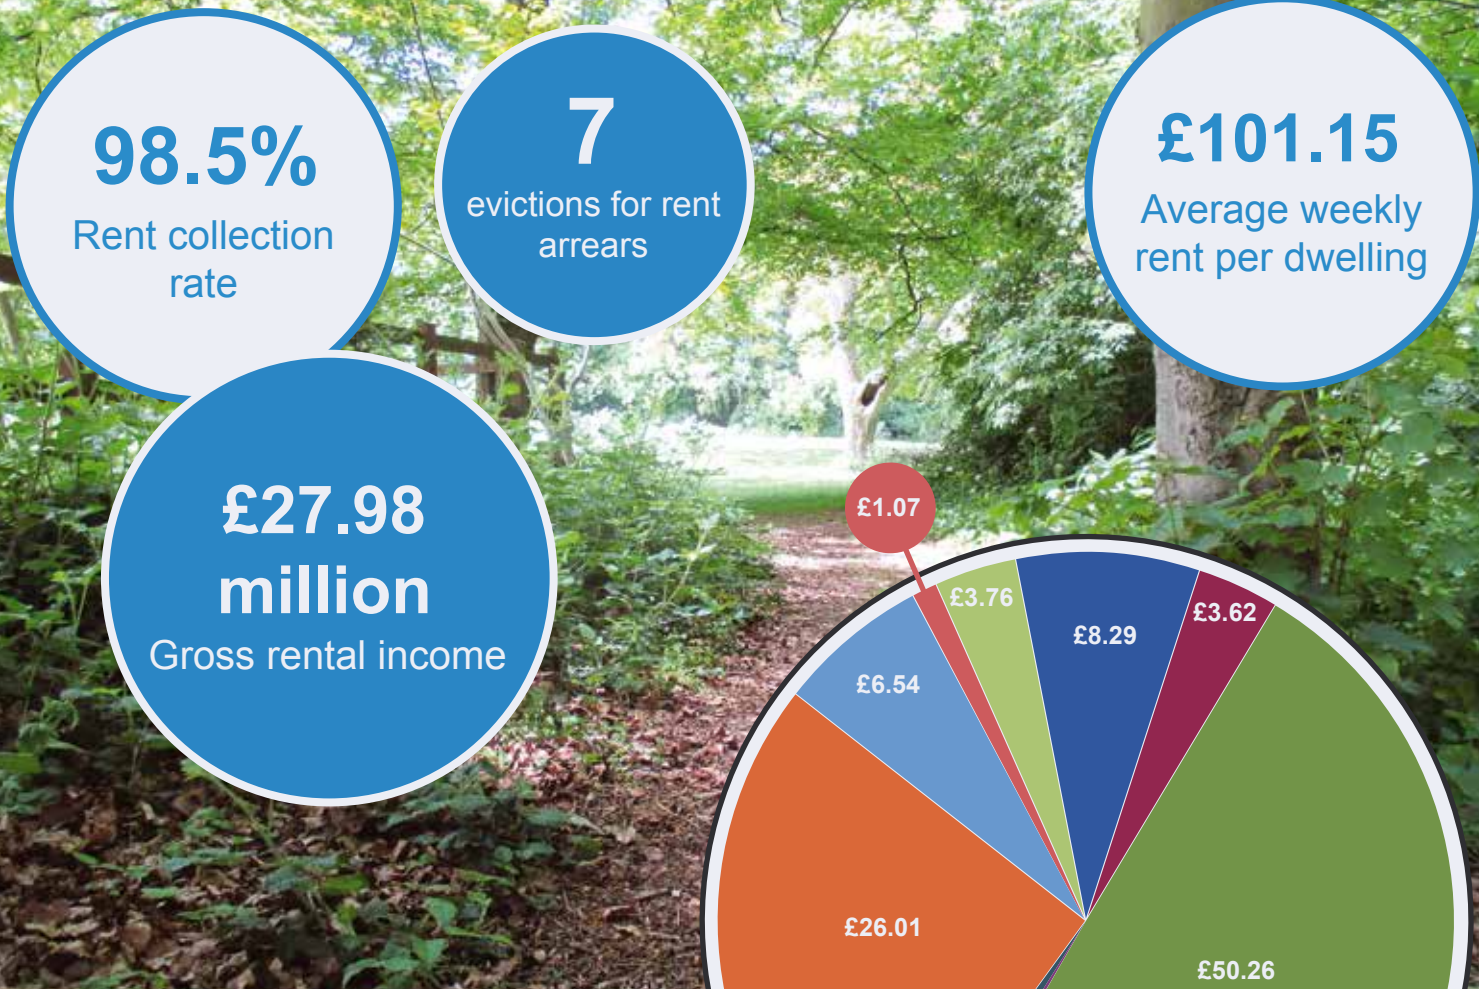 98.5%
Rent collection
rate
7
evictions for rent
arrears
£101.15
Average weekly
rent per dwelling
£27.98
million
Gross rental income
£1.07
£3.76
£8.29
£3.62
£6.54
£26.01
£50.26